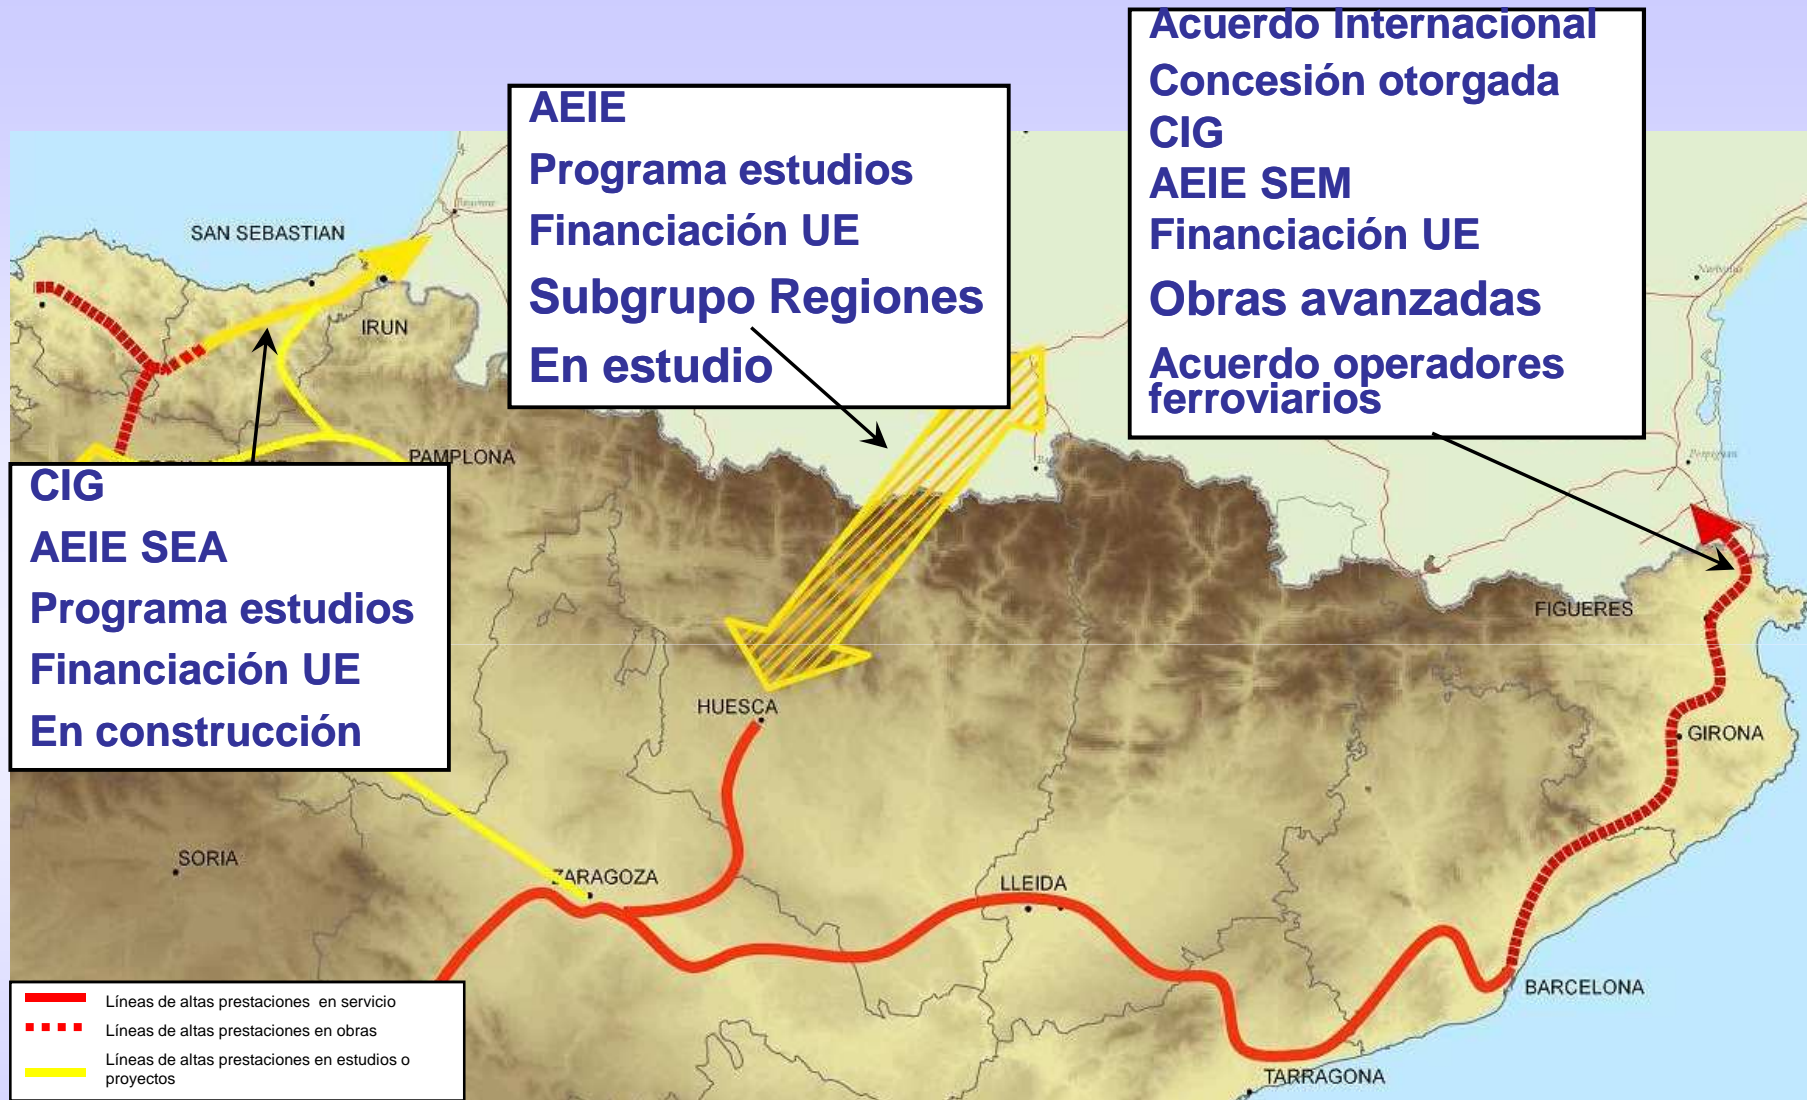 Acuerdo Internacional
Concesión otorgada
CIG
AEIE SEM
Financiación UE
Obras avanzadas
Acuerdo operadores
ferroviarios
AEIE
Programa estudios
Financiación UE
Subgrupo Regiones
En estudio
CIG
AEIE SEA
Programa estudios
Financiación UE
En construcción
SAN SEBASTIAN
IRUN
PAMPLONA
Narbona
Perpignan
FIGUERES
HUESCA
GIRONA
SORIA
ZARAGOZA
LLEIDA
BARCELONA
TARRAGONA
Líneas de altas prestaciones en servicio
Líneas de altas prestaciones en obras
Líneas de altas prestaciones en estudios o
proyectos